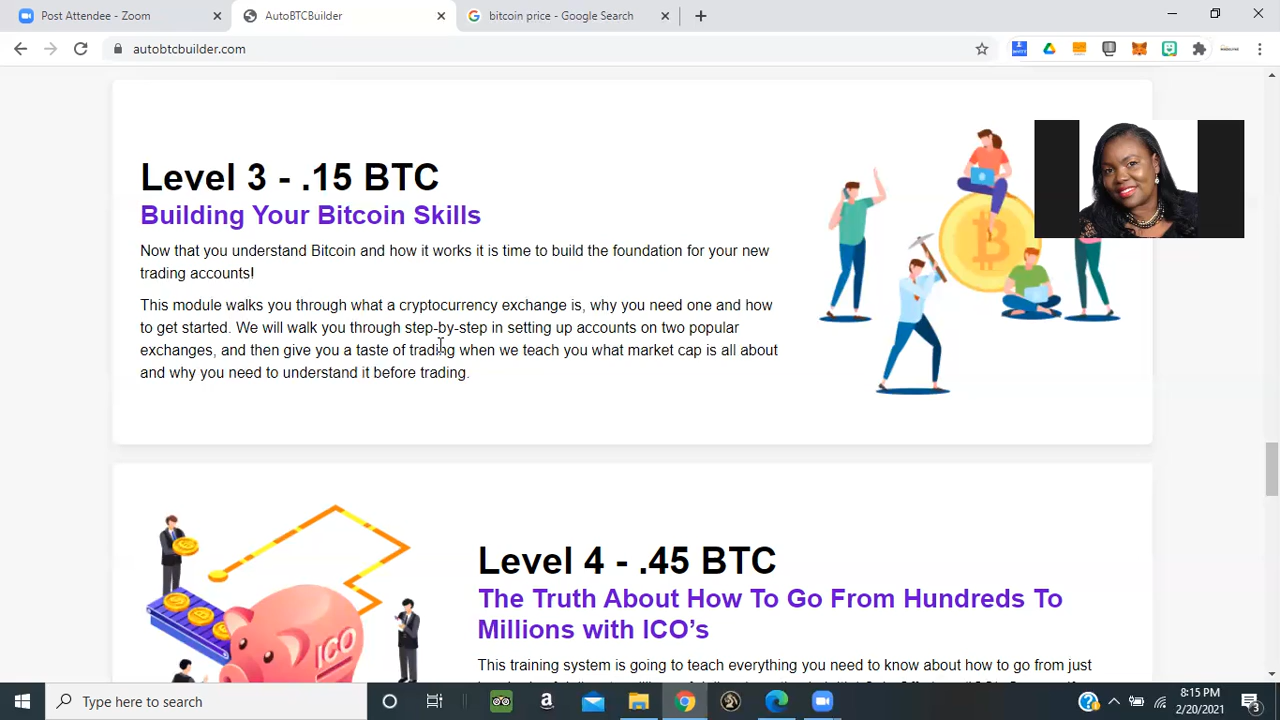 Post Attendee - Zoom
AutoBTCBuilder
bitcoin price - Google Search
autobtcbuilder.com
Level 3 - .15 BTC
Building Your Bitcoin Skills
Now that you understand Bitcoin and how it works it is time to build the foundation for your new
trading accounts!
This module walks you through what a cryptocurrency exchange is, why you need one and how
to get started. We will walk you through step-by-step in setting up accounts on two popular
exchanges, and then give you a taste of trading when we teach you what market cap is all about
and why you need to understand it before trading.
ICO
Level 4 - .45 BTC
The Truth About How To Go From Hundreds To
Millions with ICO's
This training system is going to teach everything you need to know about how to go from just
Type here to search
8:15 PM
2/20/2021
3